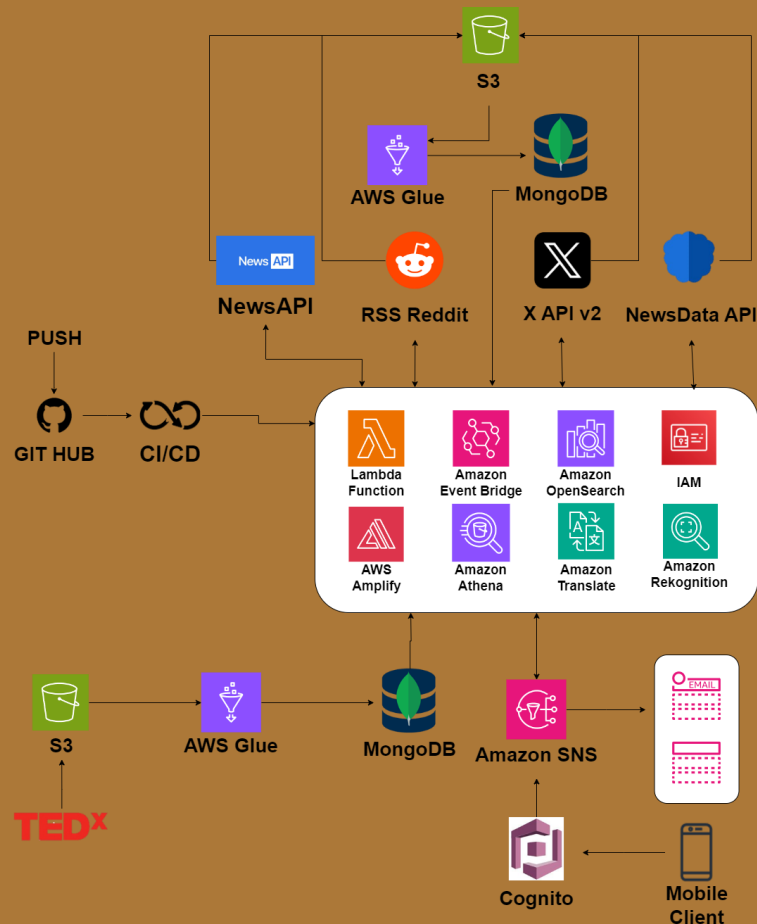 S3
AWS Glue
MongoDB
News API
NewsAPI
RSS Reddit
X API v2
NewsData API
PUSH
GIT HUB
CI/CD
Lambda
Function
Amazon
Event Bridge
Amazon
OpenSearch
IAM
AWS
Amplify
Amazon
Athena
Amazon
Translate
Amazon
Rekognition
S3
AWS Glue
MongoDB
Amazon SNS
EMAIL
TEDx
Cognito
Mobile
Client